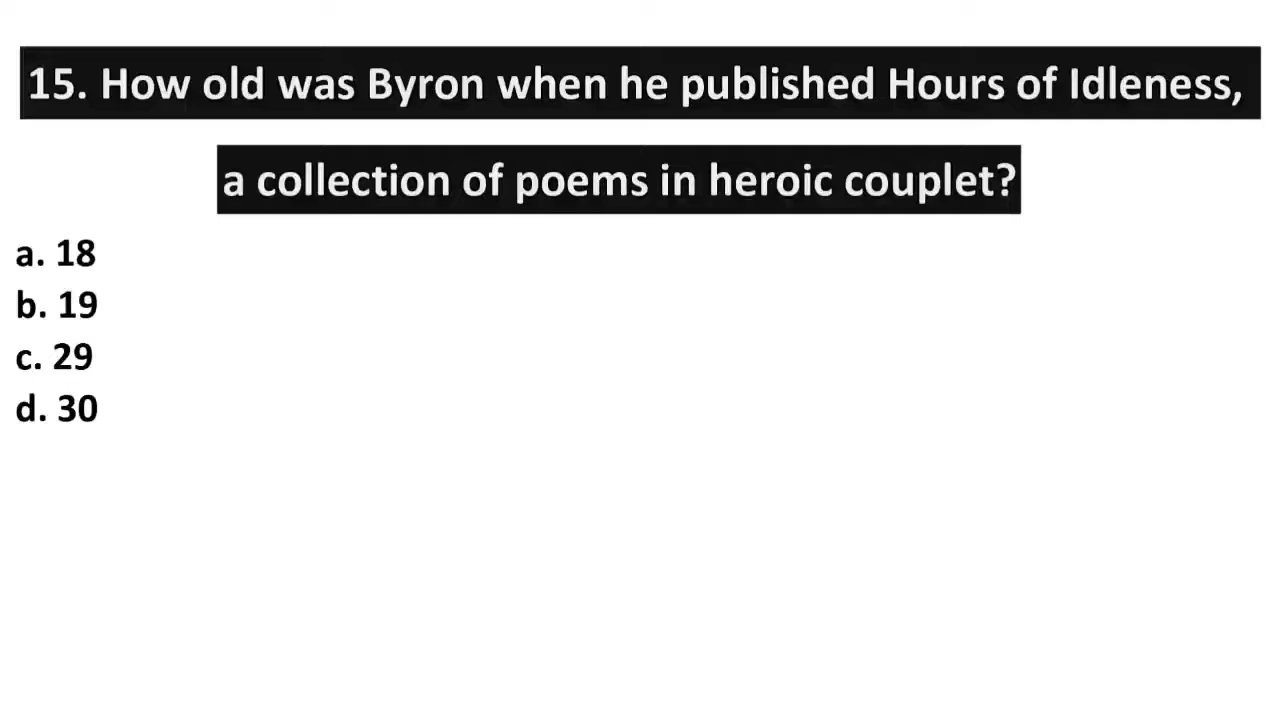 15. How old was Byron when he published Hours of Idleness,
a collection of poems in heroic couplet?
a. 18
b. 19
c. 29
d. 30